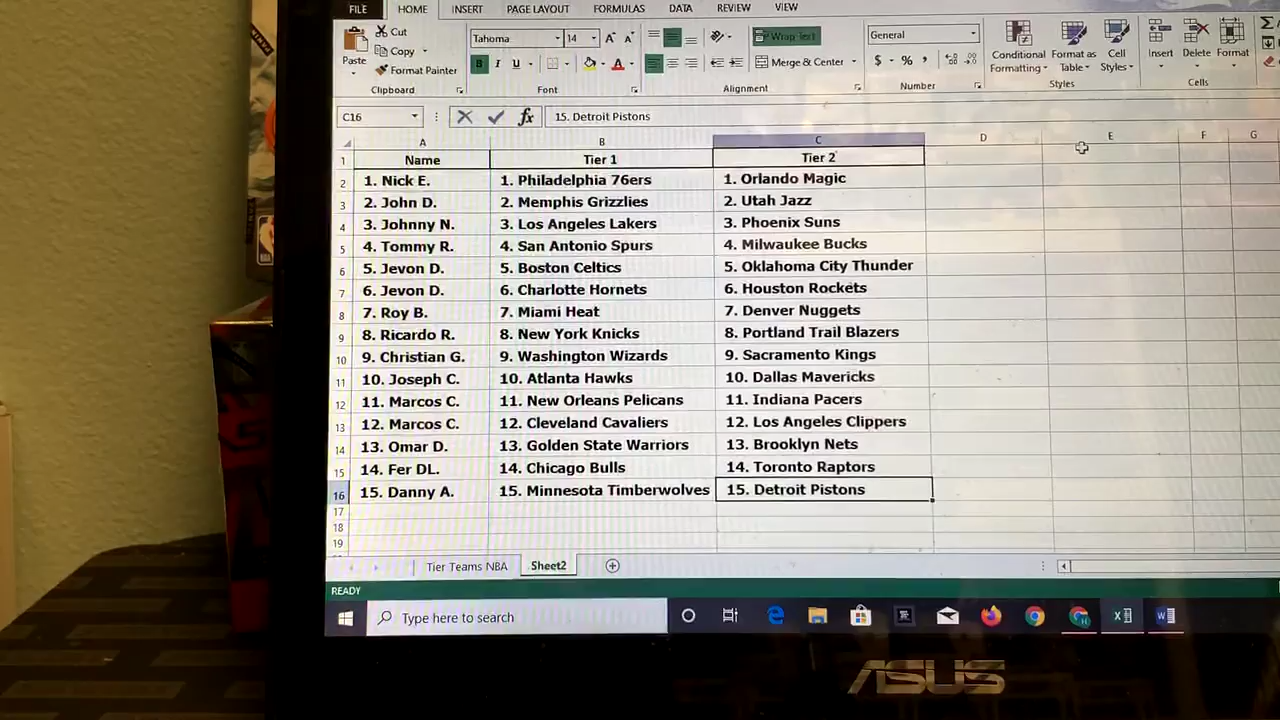 FILE HOME INSERT PAGE LAYOUT FORMULAS DATA REVIEW VIEW
Cut
Copy
Format Painter
Paste
Tahoma 14
B I U
Wrap Text
Merge & Center
General
$ % ,
Conditional Formatting
Format as Table
Cell Styles
Insert Delete Format
Clipboard Font Alignment Number Styles Cells
C16 fx 15. Detroit Pistons
A B C D E F G
1 Name Tier 1 Tier 2
2 1. Nick E. 1. Philadelphia 76ers 1. Orlando Magic
3 2. John D. 2. Memphis Grizzlies 2. Utah Jazz
4 3. Johnny N. 3. Los Angeles Lakers 3. Phoenix Suns
5 4. Tommy R. 4. San Antonio Spurs 4. Milwaukee Bucks
6 5. Jevon D. 5. Boston Celtics 5. Oklahoma City Thunder
7 6. Jevon D. 6. Charlotte Hornets 6. Houston Rockets
8 7. Roy B. 7. Miami Heat 7. Denver Nuggets
9 8. Ricardo R. 8. New York Knicks 8. Portland Trail Blazers
10 9. Christian G. 9. Washington Wizards 9. Sacramento Kings
11 10. Joseph C. 10. Atlanta Hawks 10. Dallas Mavericks
12 11. Marcos C. 11. New Orleans Pelicans 11. Indiana Pacers
13 12. Marcos C. 12. Cleveland Cavaliers 12. Los Angeles Clippers
14 13. Omar D. 13. Golden State Warriors 13. Brooklyn Nets
15 14. Fer DL. 14. Chicago Bulls 14. Toronto Raptors
16 15. Danny A. 15. Minnesota Timberwolves 15. Detroit Pistons
17
18
19
Tier Teams NBA Sheet2
READY
Type here to search
ASUS